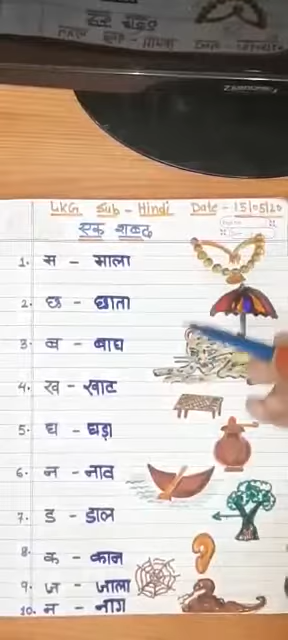 LKG Sub - Hindi Date - 15/05/20
एक शब्द
1. म - माला
2. छ - छाता
3. ब - बाघ
4. ख - खाट
5. घ - घड़ा
6. न - नाव
7. ड - डाल
8. क - कान
9. ज - जाला
10. न - नाग